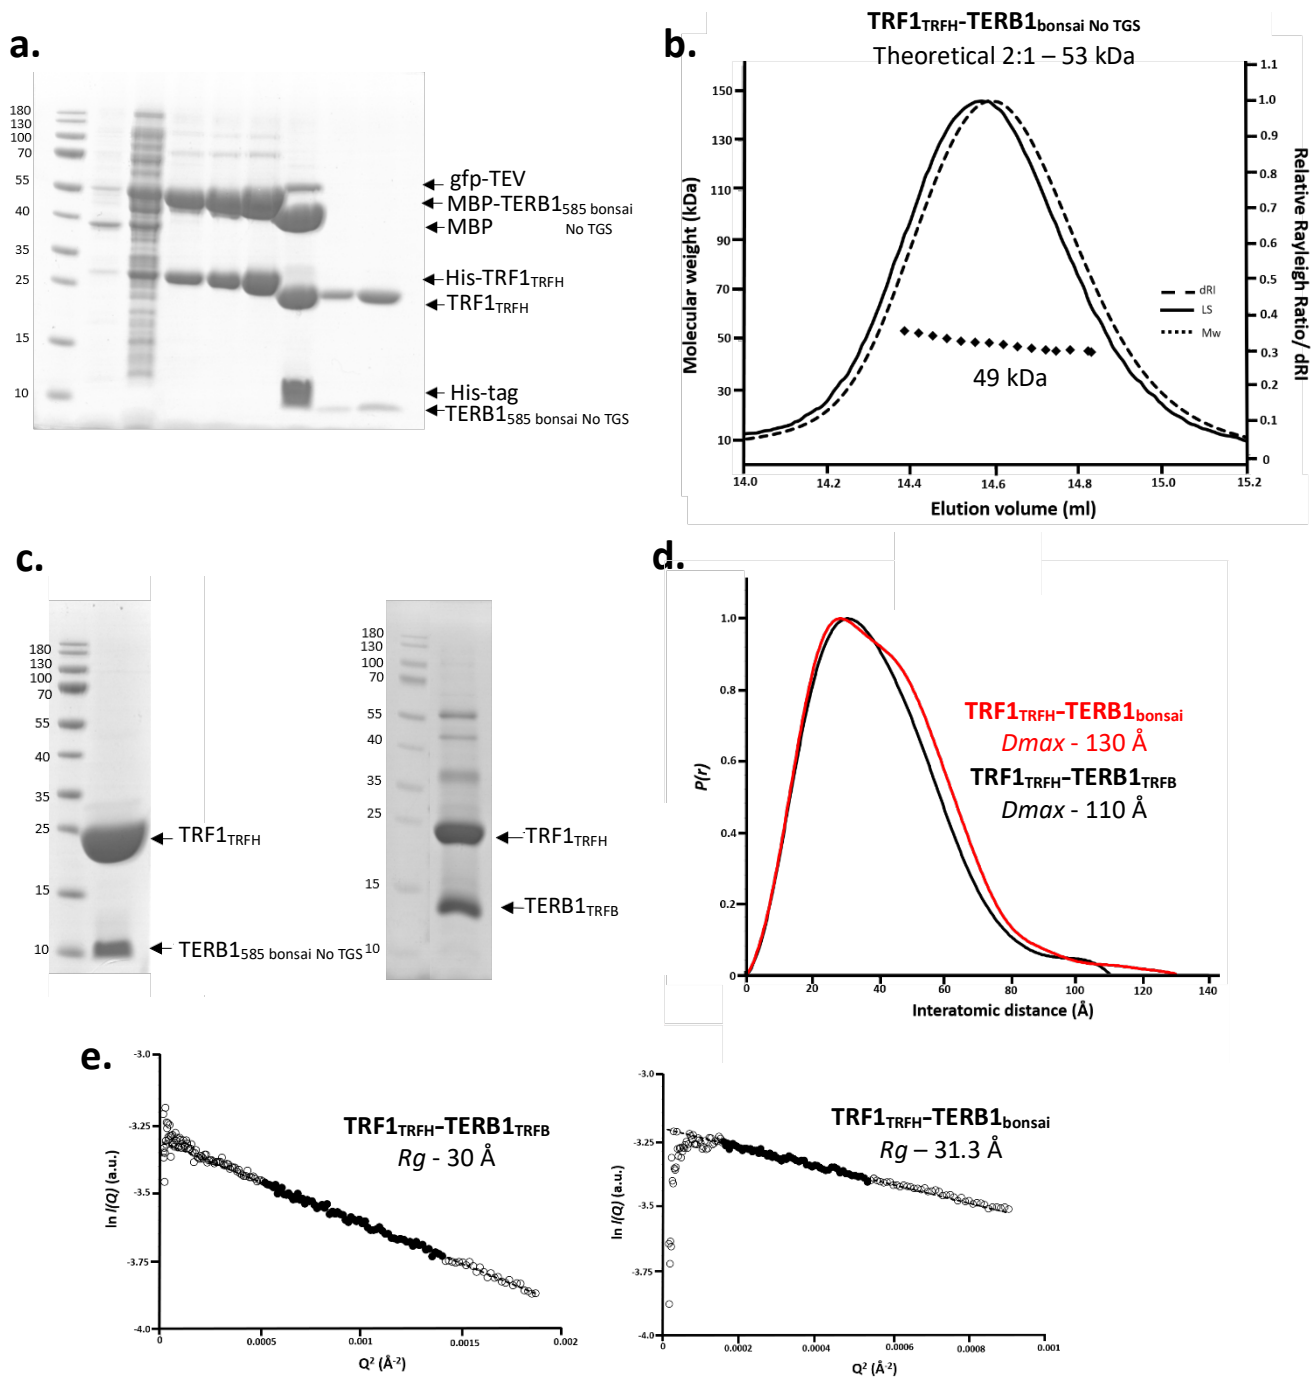 a.
180
130
100
70
55
40
35
25
15
10
gfp-TEV
MBP-TERB1585 bonsai
No TGS
MBP
His-TRF1TRFH
TRF1TRFH
His-tag
TERB1585 bonsai No TGS
b.
TRF1TRFH-TERB1bonsai No TGS
Theoretical 2:1 – 53 kDa
Molecular weight (kDa)
150
130
110
90
70
50
30
10
1.1
1.0
0.9
0.8
0.7
0.6
0.5
0.4
0.3
0.2
0.1
0
Relative Rayleigh Ratio/ dRI
dRI
LS
Mw
49 kDa
14.0 14.2 14.4 14.6 14.8 15.0 15.2
Elution volume (ml)
c.
180
130
100
70
55
40
35
25
15
10
TRF1TRFH
TERB1585 bonsai No TGS
180
130
100
70
55
40
35
25
15
10
TRF1TRFH
TERB1TRFB
d.
P(r)
1.0
0.8
0.6
0.4
0.2
0
TRF1TRFH-TERB1bonsai
Dmax - 130 Å
TRF1TRFH-TERB1TRFB
Dmax - 110 Å
0 20 40 60 80 100 120 140
Interatomic distance (Å)
e.
ln I(Q) (a.u.)
-3.0
-3.25
-3.5
-3.75
-4.0
TRF1TRFH-TERB1TRFB
Rg - 30 Å
0 0.0005 0.001 0.0015 0.002
Q² (Å-2)
ln I(Q) (a.u.)
-3.0
-3.25
-3.5
-3.75
-4.0
TRF1TRFH-TERB1bonsai
Rg – 31.3 Å
0 0.0002 0.0004 0.0006 0.0008 0.001
Q² (Å-2)